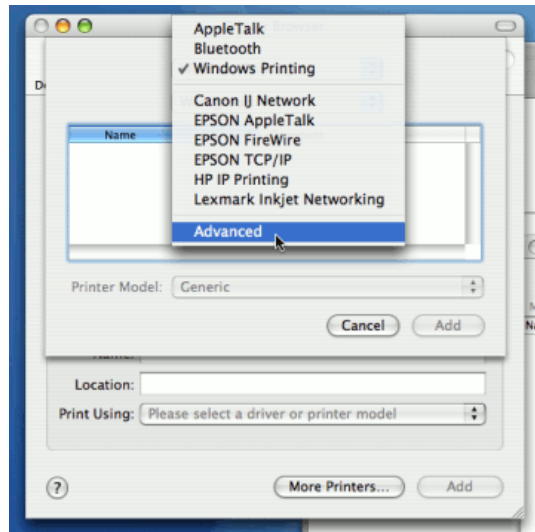 AppleTalk
Bluetooth
✓ Windows Printing
Canon IJ Network
EPSON AppleTalk
EPSON FireWire
EPSON TCP/IP
HP IP Printing
Lexmark Inkjet Networking
Advanced
Name
Printer Model: Generic
Cancel Add
Location:
Print Using: Please select a driver or printer model
? More Printers... Add